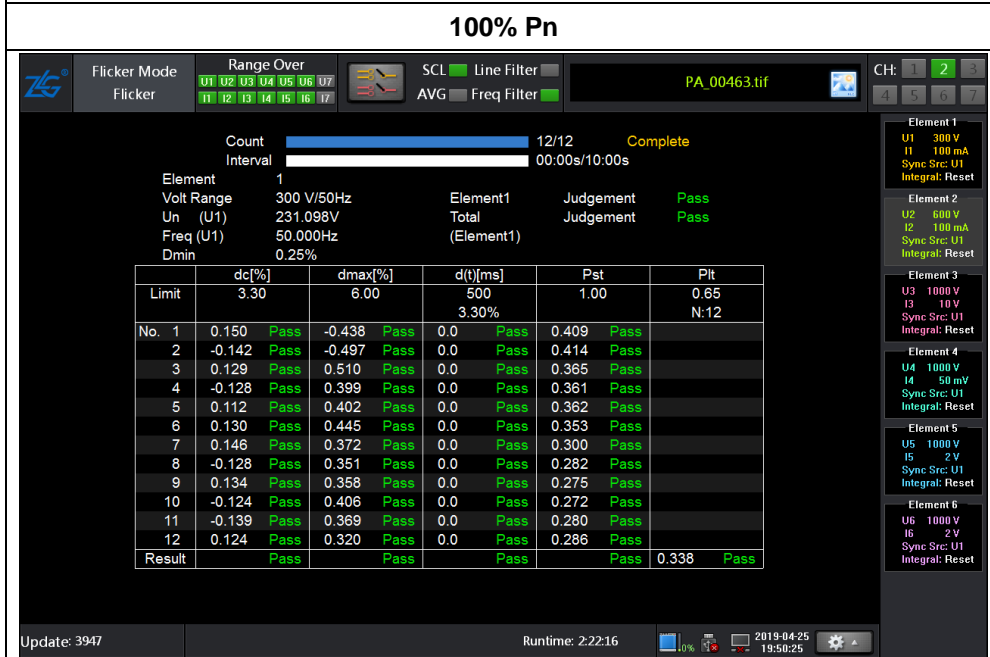 100% Pn
ZLG®
Flicker Mode
Flicker
Range Over
U1 U2 U3 U4 U5 U6 U7
I1 I2 I3 I4 I5 I6 I7
SCL Line Filter
AVG Freq Filter
PA_00463.tif
CH: 1 2 3
4 5 6 7
Count 12/12 Complete
Interval 00:00s/10:00s
Element 1
Volt Range 300 V/50Hz Element1 Judgement Pass
Un (U1) 231.098V Total Judgement Pass
Freq (U1) 50.000Hz (Element1)
Dmin 0.25%
dc[%] dmax[%] d(t)[ms] Pst Plt
Limit 3.30 6.00 500 1.00 0.65
3.30% N:12
No. 1 0.150 Pass -0.438 Pass 0.0 Pass 0.409 Pass
2 -0.142 Pass -0.497 Pass 0.0 Pass 0.414 Pass
3 0.129 Pass 0.510 Pass 0.0 Pass 0.365 Pass
4 -0.128 Pass 0.399 Pass 0.0 Pass 0.361 Pass
5 0.112 Pass 0.402 Pass 0.0 Pass 0.362 Pass
6 0.130 Pass 0.445 Pass 0.0 Pass 0.353 Pass
7 0.146 Pass 0.372 Pass 0.0 Pass 0.300 Pass
8 -0.128 Pass 0.351 Pass 0.0 Pass 0.282 Pass
9 0.134 Pass 0.358 Pass 0.0 Pass 0.275 Pass
10 -0.124 Pass 0.406 Pass 0.0 Pass 0.272 Pass
11 -0.139 Pass 0.369 Pass 0.0 Pass 0.280 Pass
12 0.124 Pass 0.320 Pass 0.0 Pass 0.286 Pass
Result Pass Pass Pass Pass 0.338 Pass
Element 1
U1 300 V
I1 100 mA
Sync Src: U1
Integral: Reset
Element 2
U2 600 V
I2 100 mA
Sync Src: U1
Integral: Reset
Element 3
U3 1000 V
I3 10 V
Sync Src: U1
Integral: Reset
Element 4
U4 1000 V
I4 50 mV
Sync Src: U1
Integral: Reset
Element 5
U5 1000 V
I5 2 V
Sync Src: U1
Integral: Reset
Element 6
U6 1000 V
I6 2 V
Sync Src: U1
Integral: Reset
Update: 3947
Runtime: 2:22:16
0%
2019-04-25
19:50:25